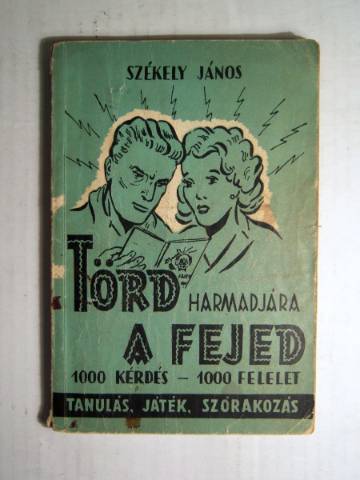 SZÉKELY JÁNOS
TÖRD HARMADJÁRA
A FEJED
1000 KÉRDÉS – 1000 FELELET
TANULÁS, JÁTÉK, SZÓRAKOZÁS